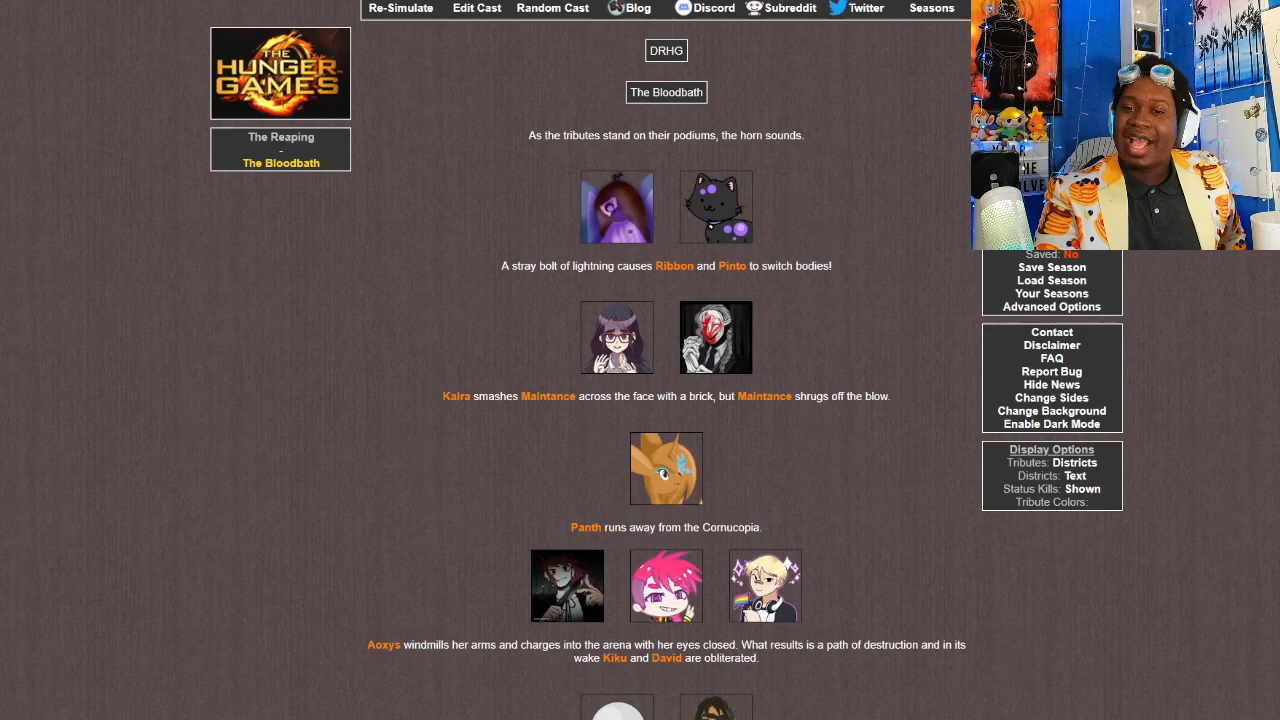 Re-Simulate Edit Cast Random Cast Blog Discord Subreddit Twitter Seasons
THE
HUNGER
GAMES
The Reaping
-
The Bloodbath
DRHG
The Bloodbath
As the tributes stand on their podiums, the horn sounds.
A stray bolt of lightning causes Ribbon and Pinto to switch bodies!
Kaira smashes Maintance across the face with a brick, but Maintance shrugs off the blow.
Panth runs away from the Cornucopia.
Aoxys windmills her arms and charges into the arena with her eyes closed. What results is a path of destruction and in its
wake Kiku and David are obliterated.
2
THE
Saved: No
Save Season
Load Season
Your Seasons
Advanced Options
Contact
Disclaimer
FAQ
Report Bug
Hide News
Change Sides
Change Background
Enable Dark Mode
Display Options
Tributes: Districts
Districts: Text
Status Kills: Shown
Tribute Colors: